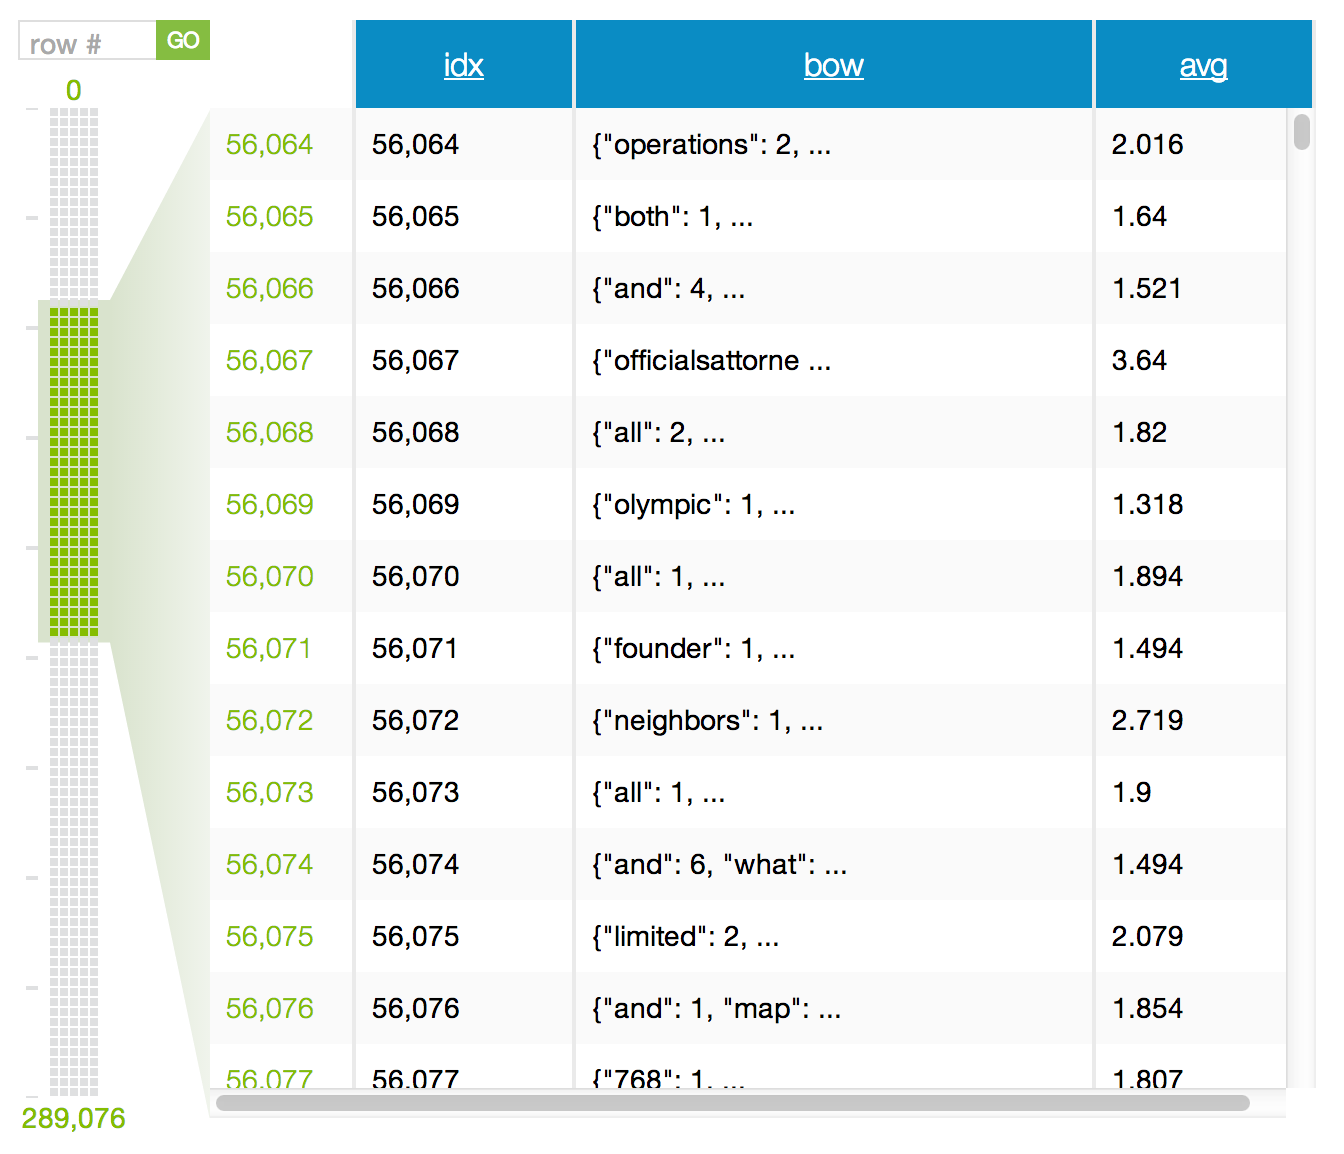 row # GO
0
idx bow avg
56,064 56,064 {"operations": 2, ... 2.016
56,065 56,065 {"both": 1, ... 1.64
56,066 56,066 {"and": 4, ... 1.521
56,067 56,067 {"officialsattorne ... 3.64
56,068 56,068 {"all": 2, ... 1.82
56,069 56,069 {"olympic": 1, ... 1.318
56,070 56,070 {"all": 1, ... 1.894
56,071 56,071 {"founder": 1, ... 1.494
56,072 56,072 {"neighbors": 1, ... 2.719
56,073 56,073 {"all": 1, ... 1.9
56,074 56,074 {"and": 6, "what": ... 1.494
56,075 56,075 {"limited": 2, ... 2.079
56,076 56,076 {"and": 1, "map": ... 1.854
56,077 56,077 {"768": 1, ... 1.807
289,076